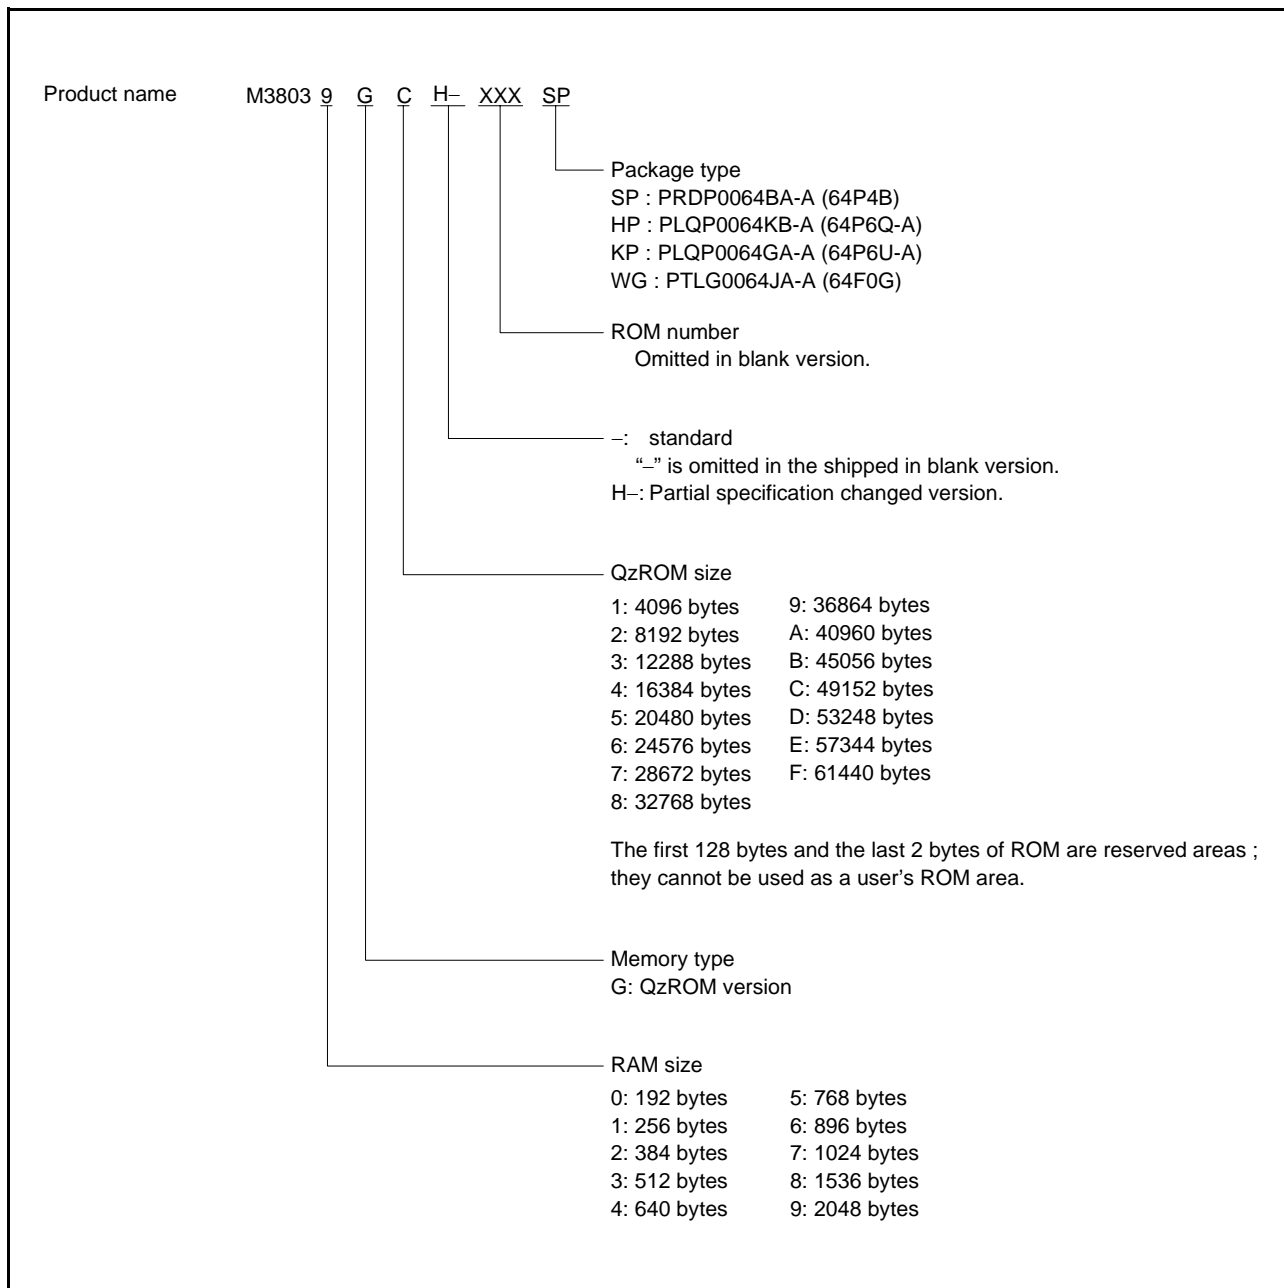 Product name M3803 9 G C H– XXX SP
Package type
SP : PRDP0064BA-A (64P4B)
HP : PLQP0064KB-A (64P6Q-A)
KP : PLQP0064GA-A (64P6U-A)
WG : PTLG0064JA-A (64F0G)
ROM number
Omitted in blank version.
–: standard
“–” is omitted in the shipped in blank version.
H–: Partial specification changed version.
QzROM size
1: 4096 bytes
2: 8192 bytes
3: 12288 bytes
4: 16384 bytes
5: 20480 bytes
6: 24576 bytes
7: 28672 bytes
8: 32768 bytes
9: 36864 bytes
A: 40960 bytes
B: 45056 bytes
C: 49152 bytes
D: 53248 bytes
E: 57344 bytes
F: 61440 bytes
The first 128 bytes and the last 2 bytes of ROM are reserved areas ;
they cannot be used as a user’s ROM area.
Memory type
G: QzROM version
RAM size
0: 192 bytes
1: 256 bytes
2: 384 bytes
3: 512 bytes
4: 640 bytes
5: 768 bytes
6: 896 bytes
7: 1024 bytes
8: 1536 bytes
9: 2048 bytes